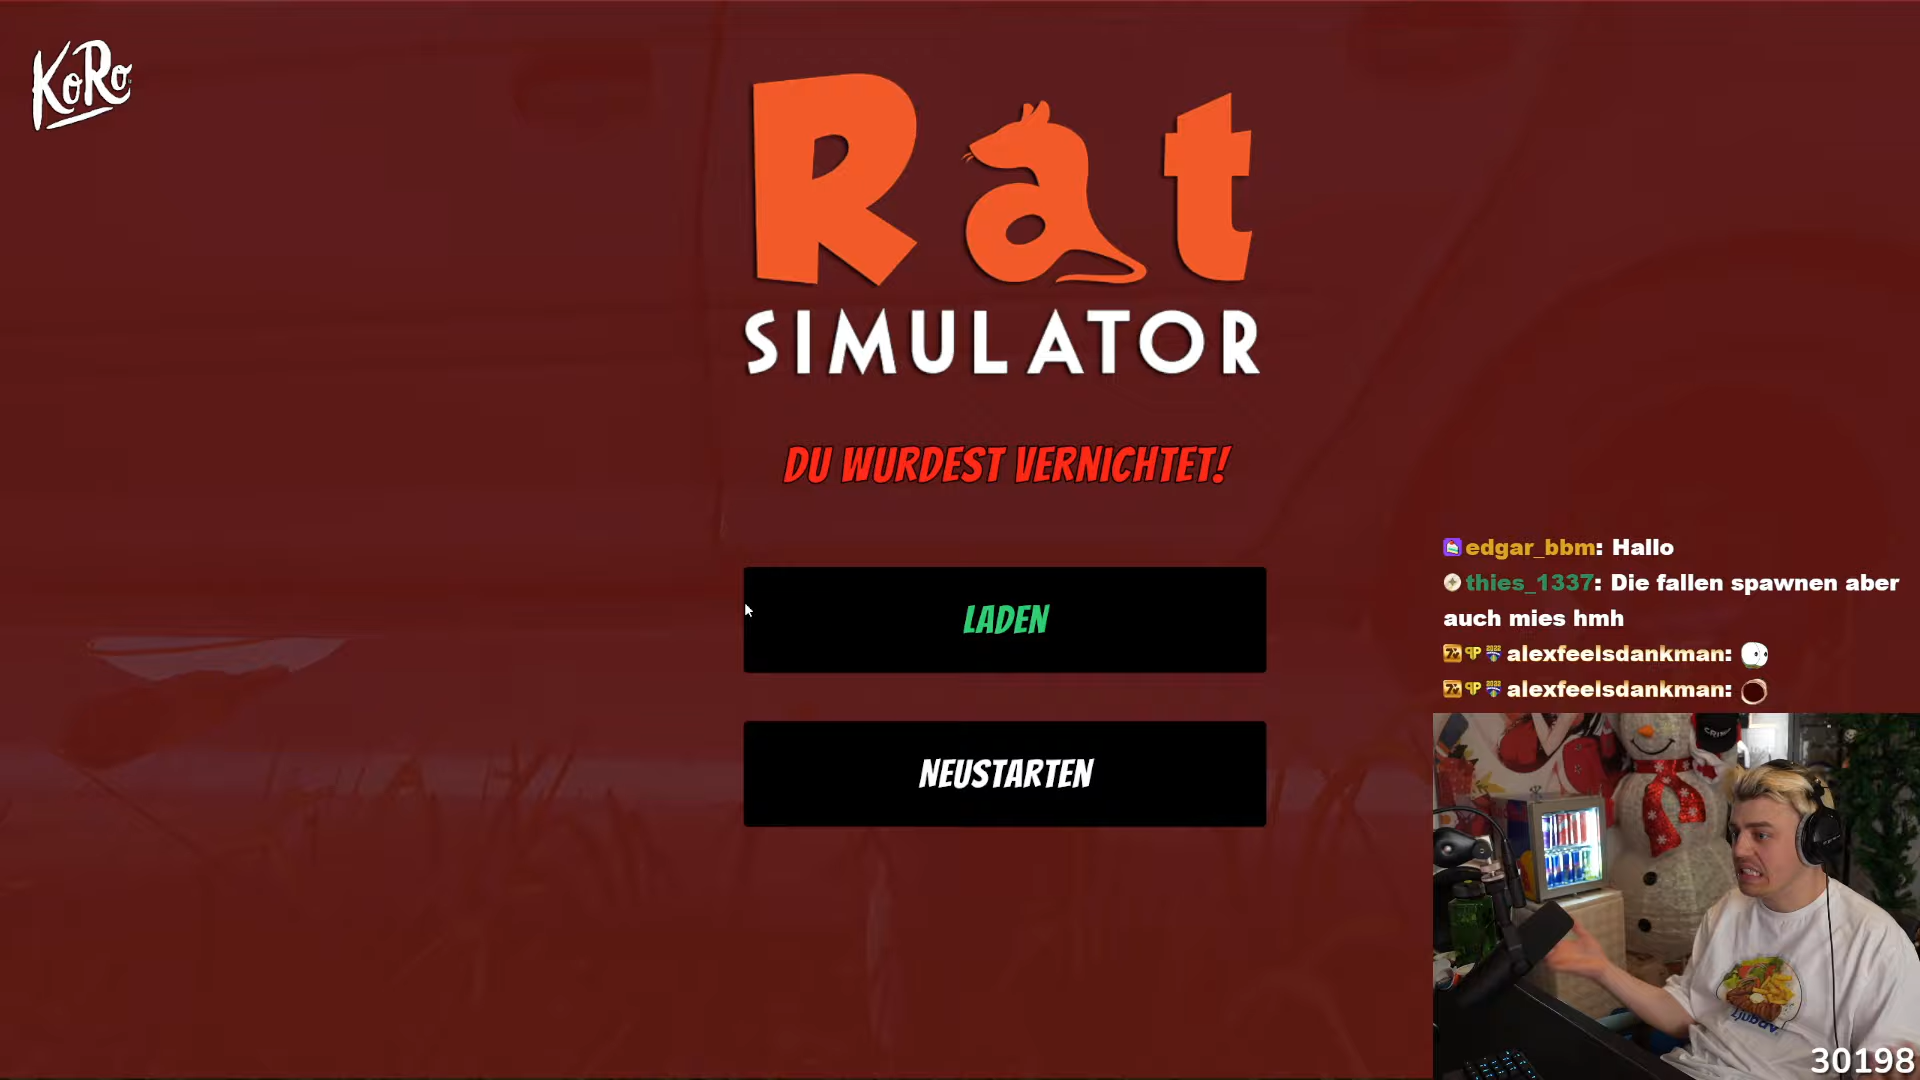 KoRo
Rat
SIMULATOR
DU WURDEST VERNICHTET!
LADEN
NEUSTARTEN
edgar_bbm: Hallo
thies_1337: Die fallen spawnen aber
auch mies hmh
alexfeelsdankman:
alexfeelsdankman:
Ljubav
30198